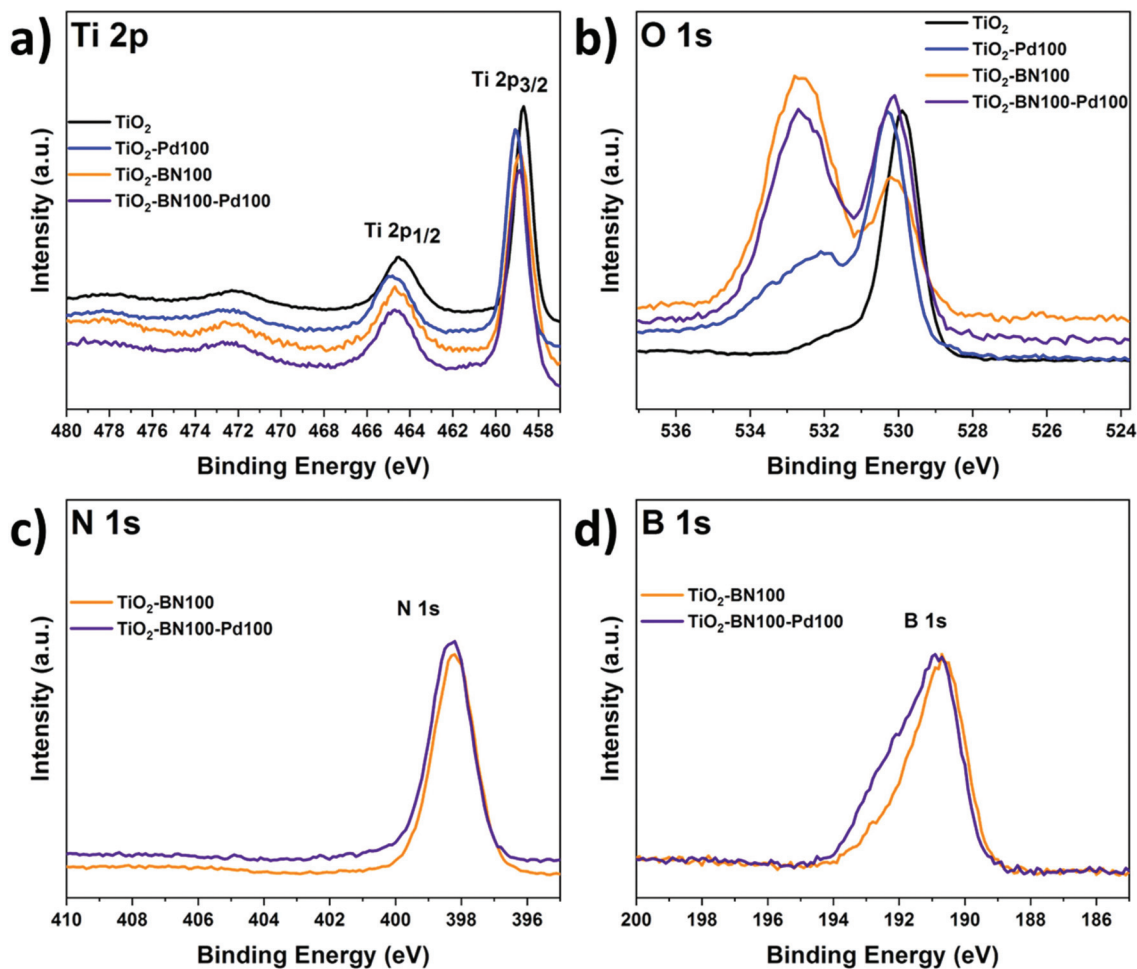 a) Ti 2p
Ti 2p3/2
TiO2
TiO2-Pd100
TiO2-BN100
TiO2-BN100-Pd100
Ti 2p1/2
Intensity (a.u.)
480 478 476 474 472 470 468 466 464 462 460 458
Binding Energy (eV)
b) O 1s
TiO2
TiO2-Pd100
TiO2-BN100
TiO2-BN100-Pd100
Intensity (a.u.)
536 534 532 530 528 526 524
Binding Energy (eV)
c) N 1s
TiO2-BN100
TiO2-BN100-Pd100
N 1s
Intensity (a.u.)
410 408 406 404 402 400 398 396
Binding Energy (eV)
d) B 1s
TiO2-BN100
TiO2-BN100-Pd100
B 1s
Intensity (a.u.)
200 198 196 194 192 190 188 186
Binding Energy (eV)